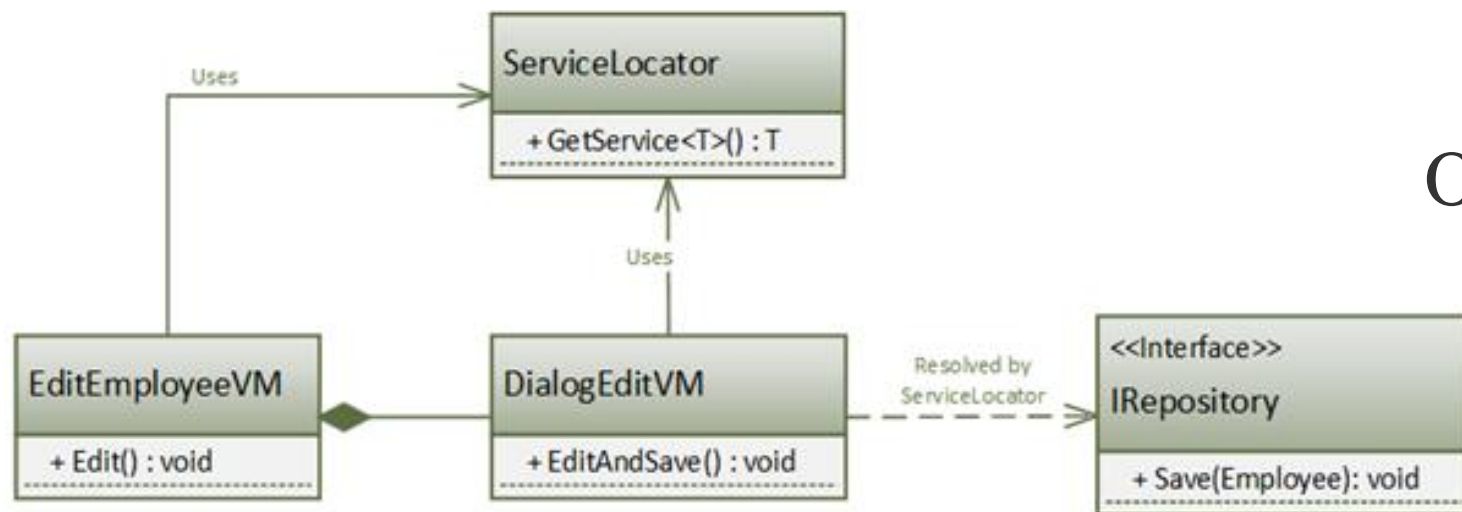 ServiceLocator
+ GetService<T>() : T
Uses
Uses
EditEmployeeVM
+ Edit() : void
DialogEditVM
+ EditAndSave() : void
Resolved by
ServiceLocator
<<Interface>>
IRepository
+ Save(Employee): void